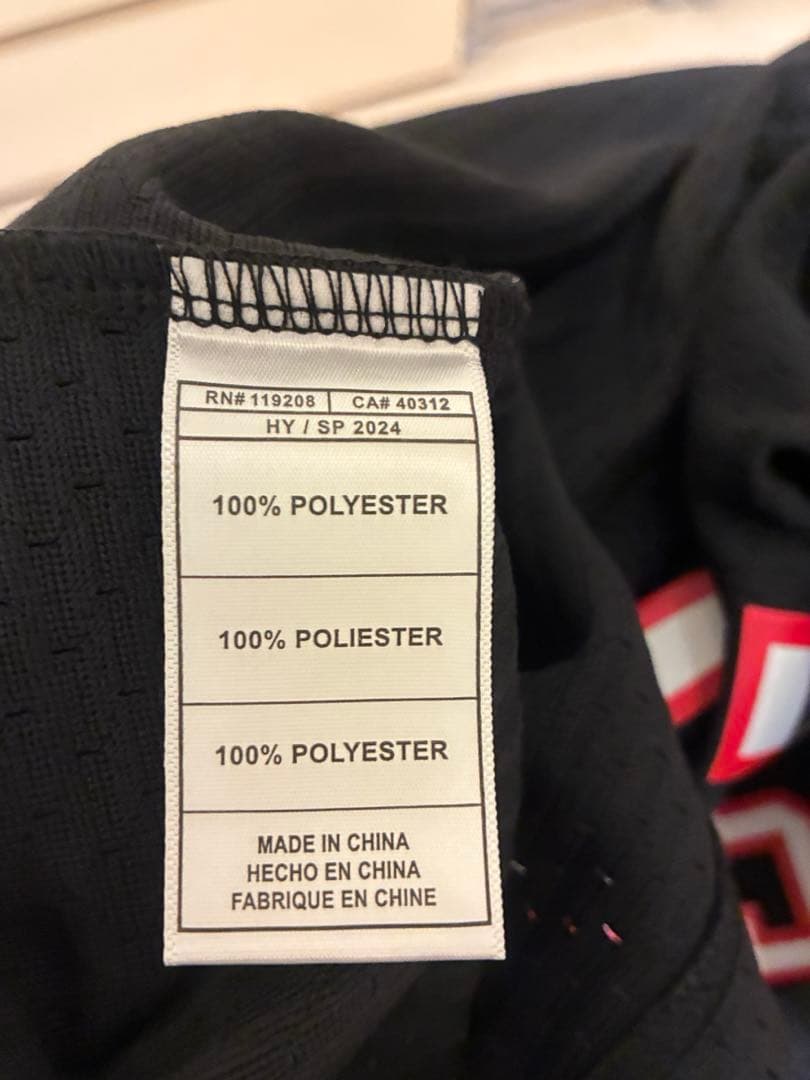 RN# 119208 CA# 40312
HY / SP 2024
100% POLYESTER
100% POLIESTER
100% POLYESTER
MADE IN CHINA
HECHO EN CHINA
FABRIQUE EN CHINE